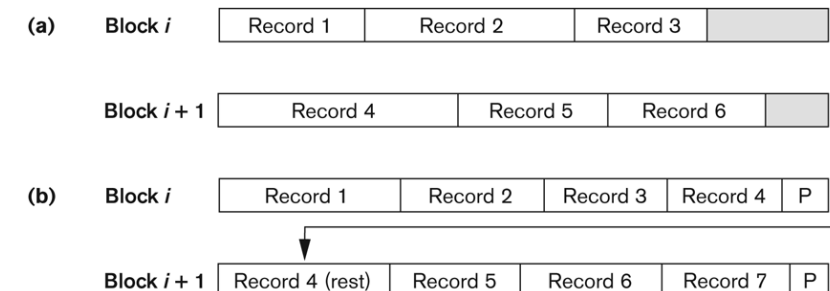 (a) Block i Record 1 Record 2 Record 3
Block i + 1 Record 4 Record 5 Record 6
(b) Block i Record 1 Record 2 Record 3 Record 4 P
Block i + 1 Record 4 (rest) Record 5 Record 6 Record 7 P